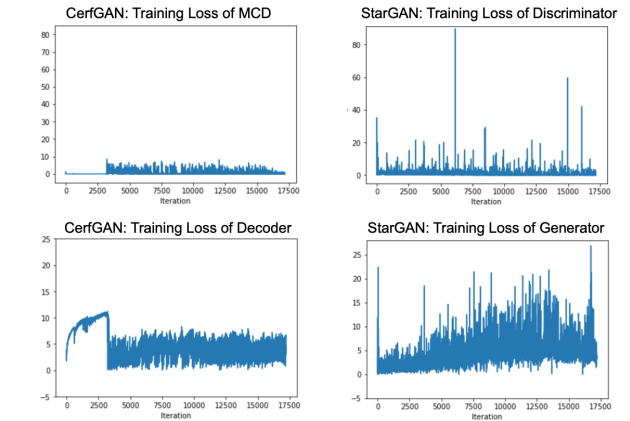 CerfGAN: Training Loss of MCD
80
70
60
50
40
30
20
10
0
0 2500 5000 7500 10000 12500 15000 17500
Iteration
StarGAN: Training Loss of Discriminator
80
60
40
20
0
0 2500 5000 7500 10000 12500 15000 17500
Iteration
CerfGAN: Training Loss of Decoder
25
20
15
10
5
0
−5
0 2500 5000 7500 10000 12500 15000 17500
Iteration
StarGAN: Training Loss of Generator
25
20
15
10
5
0
−5
0 2500 5000 7500 10000 12500 15000 17500
Iteration